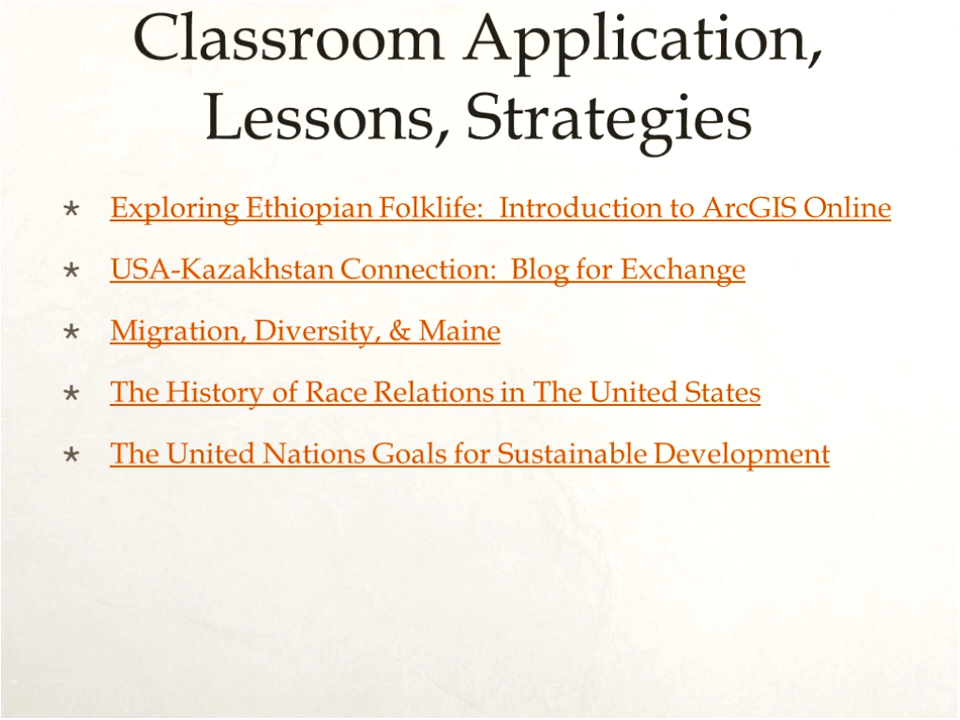 Classroom Application,
Lessons, Strategies
* Exploring Ethiopian Folklife:  Introduction to ArcGIS Online
* USA-Kazakhstan Connection:  Blog for Exchange
* Migration, Diversity, & Maine
* The History of Race Relations in The United States
* The United Nations Goals for Sustainable Development